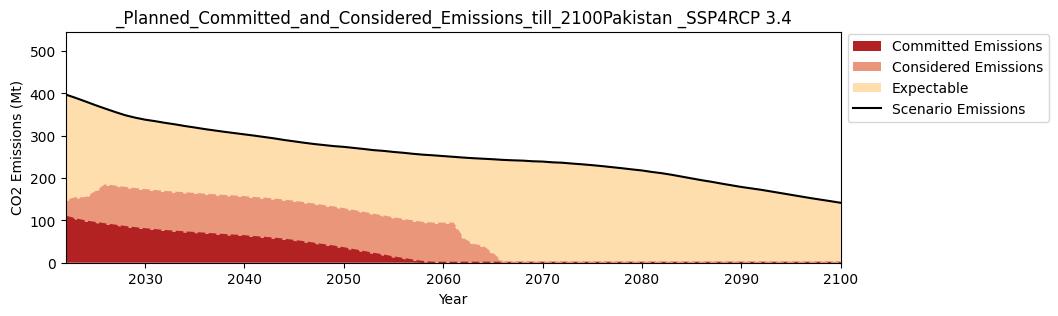 _Planned_Committed_and_Considered_Emissions_till_2100Pakistan _SSP4RCP 3.4
CO2 Emissions (Mt)
500
400
300
200
100
0
2030
2040
2050
2060
2070
2080
2090
2100
Year
Committed Emissions
Considered Emissions
Expectable
Scenario Emissions